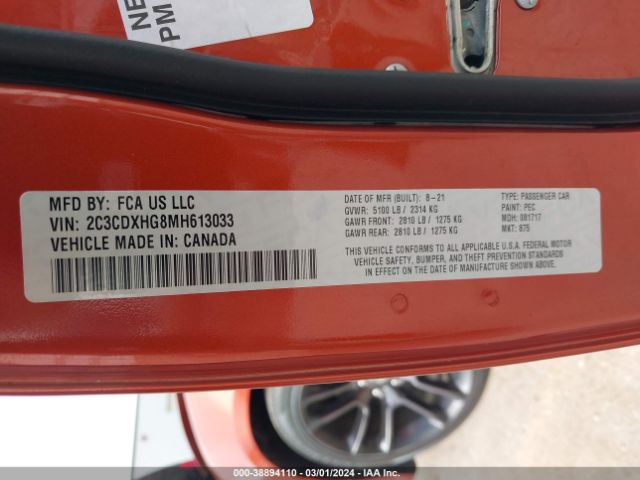 NE
PM
MFD BY: FCA US LLC
VIN: 2C3CDXHG8MH613033
VEHICLE MADE IN: CANADA
DATE OF MFR (BUILT): 8-21
GVWR: 5100 LB / 2314 KG
GAWR FRONT: 2810 LB / 1275 KG
GAWR REAR: 2810 LB / 1275 KG
TYPE: PASSENGER CAR
PAINT: PEC
MDH: 081717
MKT: 875
THIS VEHICLE CONFORMS TO ALL APPLICABLE U.S.A. FEDERAL MOTOR
VEHICLE SAFETY, BUMPER, AND THEFT PREVENTION STANDARDS
IN EFFECT ON THE DATE OF MANUFACTURE SHOWN ABOVE.
000-38894110 - 03/01/2024 - IAA Inc.